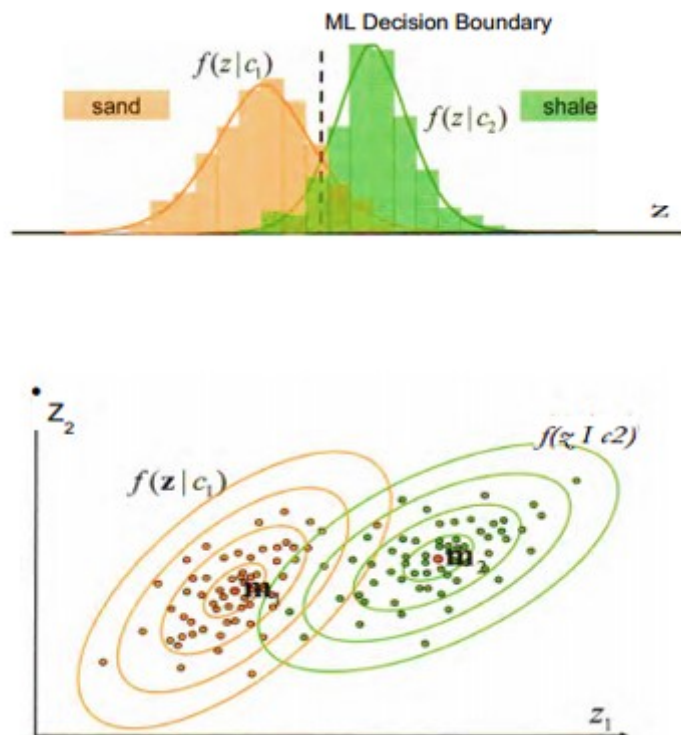 ML Decision Boundary
f(z|c₁)
sand
f(z|c₂)
shale
z
Z₂
f(z I c2)
f(z|c₁)
m₂
m₁
z₁